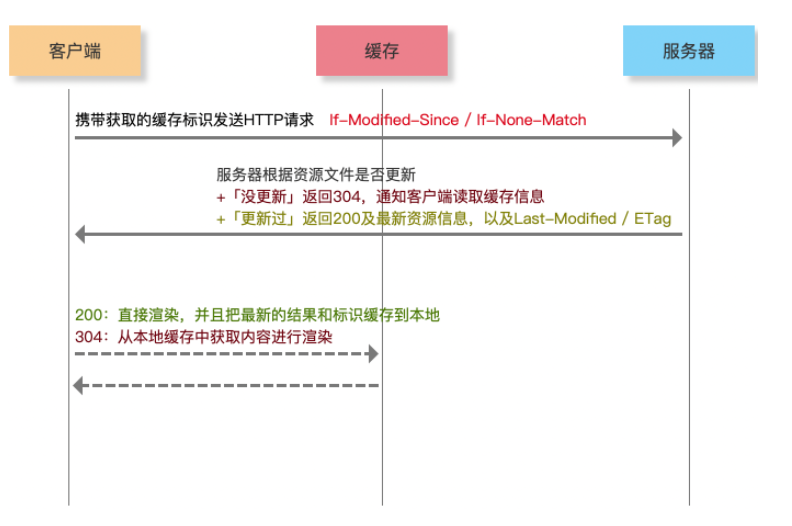 客户端
缓存
服务器
携带获取的缓存标识发送HTTP请求 If-Modified-Since / If-None-Match
服务器根据资源文件是否更新
+「没更新」返回304，通知客户端读取缓存信息
+「更新过」返回200及最新资源信息，以及Last-Modified / ETag
200：直接渲染，并且把最新的结果和标识缓存到本地
304：从本地缓存中获取内容进行渲染